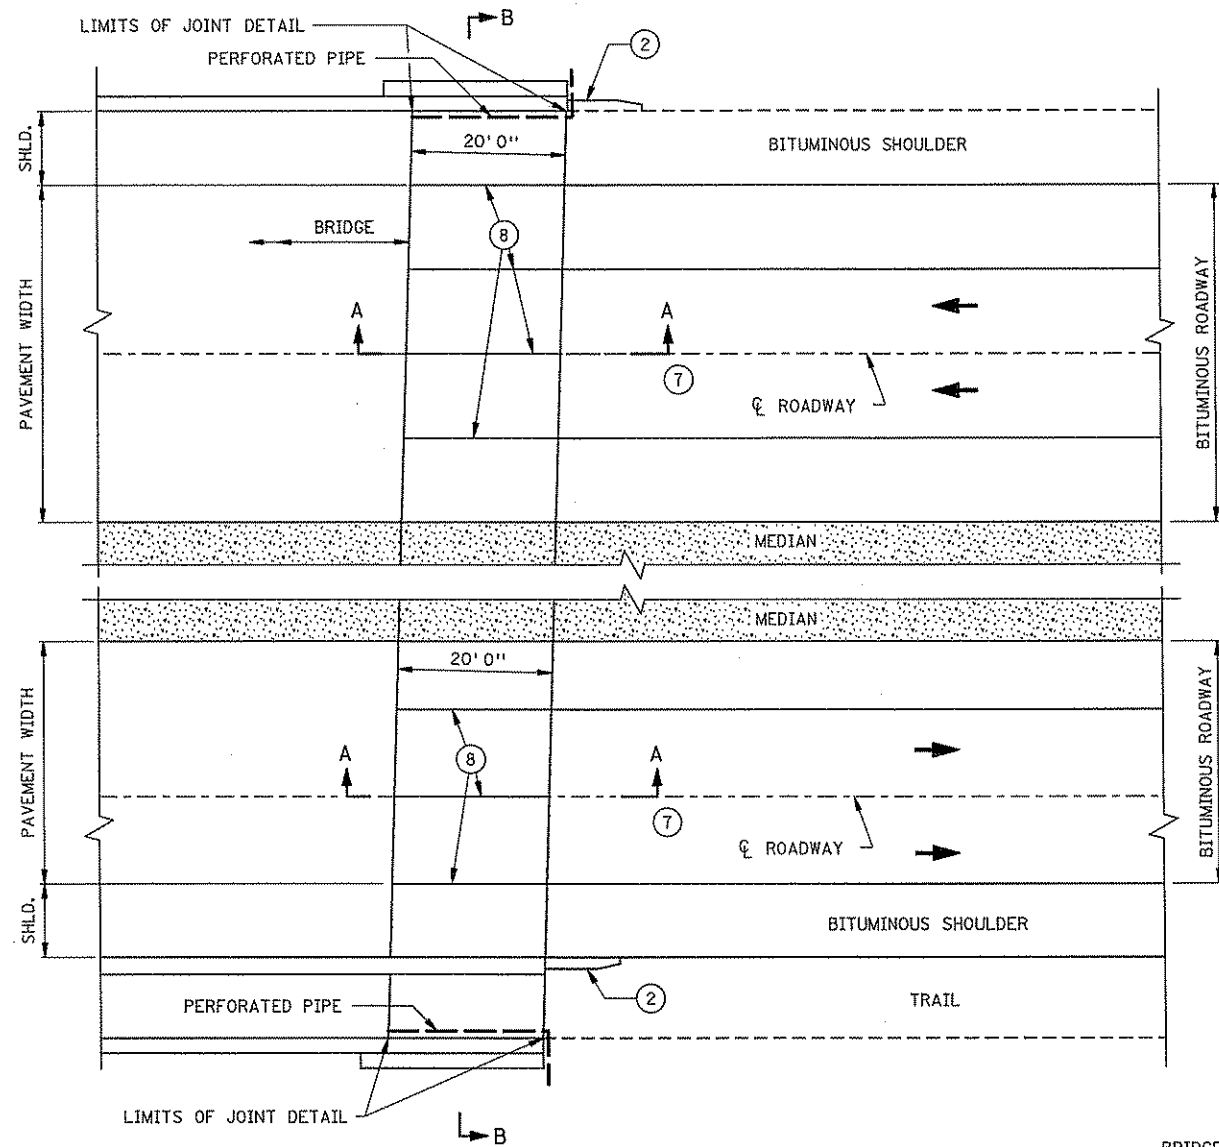 LIMITS OF JOINT DETAIL
B
PERFORATED PIPE
2
SHLD.
20'0"
BITUMINOUS SHOULDER
BRIDGE
8
PAVEMENT WIDTH
A
A
7
℄ ROADWAY
BITUMINOUS ROADWAY
MEDIAN
MEDIAN
20'0"
PAVEMENT WIDTH
8
A
A
7
℄ ROADWAY
BITUMINOUS ROADWAY
SHLD.
BITUMINOUS SHOULDER
2
PERFORATED PIPE
TRAIL
LIMITS OF JOINT DETAIL
B